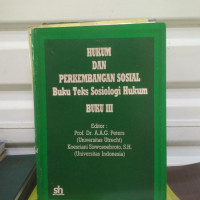 HUKUM
DAN
PERKEMBANGAN SOSIAL
Buku Teks Sosiologi Hukum
BUKU III
Editor :
Prof. Dr. A.A.G. Peters
(Universitas Utrecht)
Koesriani Siswosoebroto, S.H.
(Universitas Indonesia)
sh